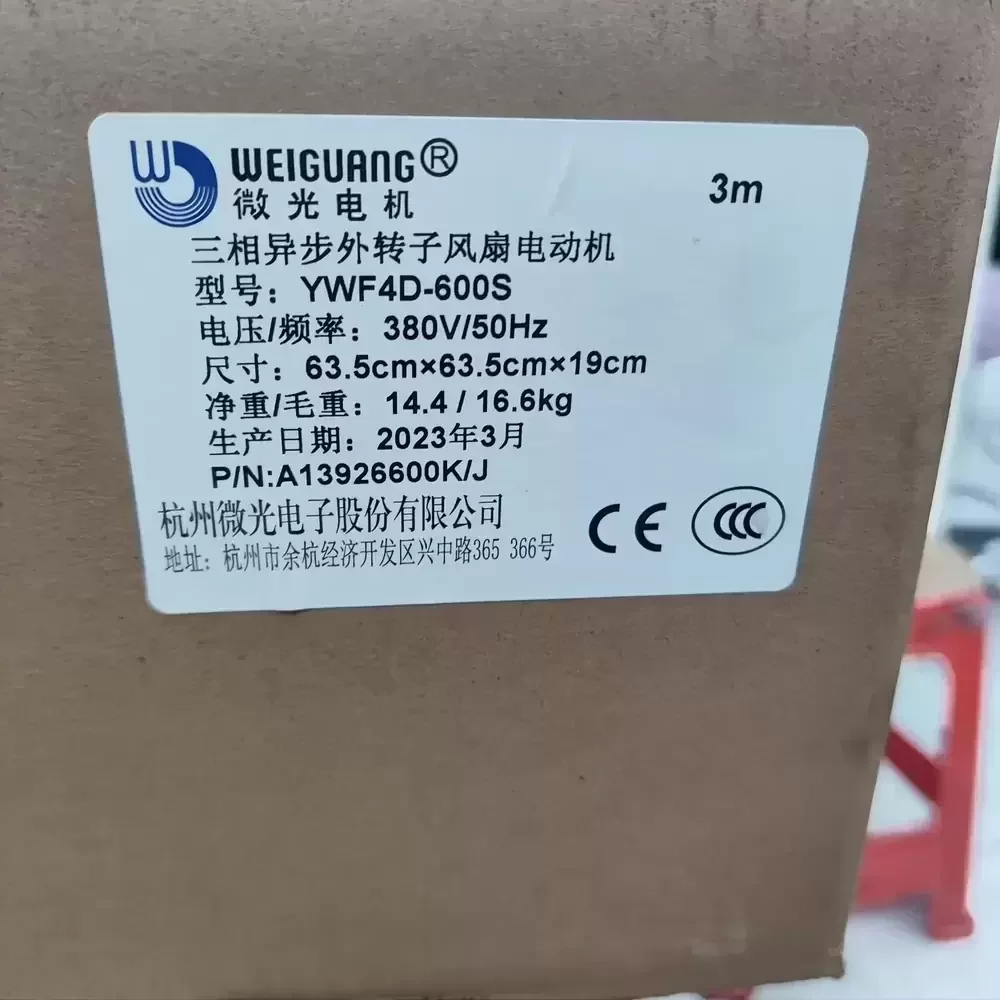 WEIGUANG®
微光电机
3m
三相异步外转子风扇电动机
型号：YWF4D-600S
电压/频率：380V/50Hz
尺寸：63.5cm×63.5cm×19cm
净重/毛重：14.4 / 16.6kg
生产日期：2023年3月
P/N:A13926600K/J
杭州微光电子股份有限公司
地址：杭州市余杭经济开发区兴中路365 366号
CE
CCC